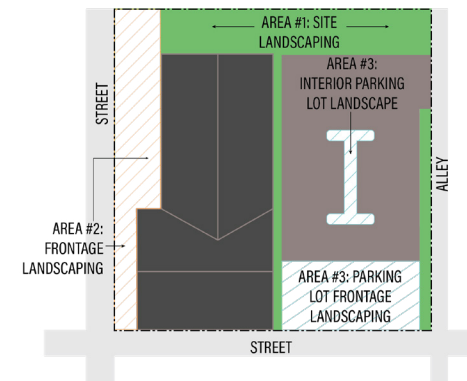 AREA #1: SITE
LANDSCAPING
AREA #3:
INTERIOR PARKING
LOT LANDSCAPE
STREET
ALLEY
AREA #2:
FRONTAGE
LANDSCAPING
AREA #3: PARKING
LOT FRONTAGE
LANDSCAPING
STREET